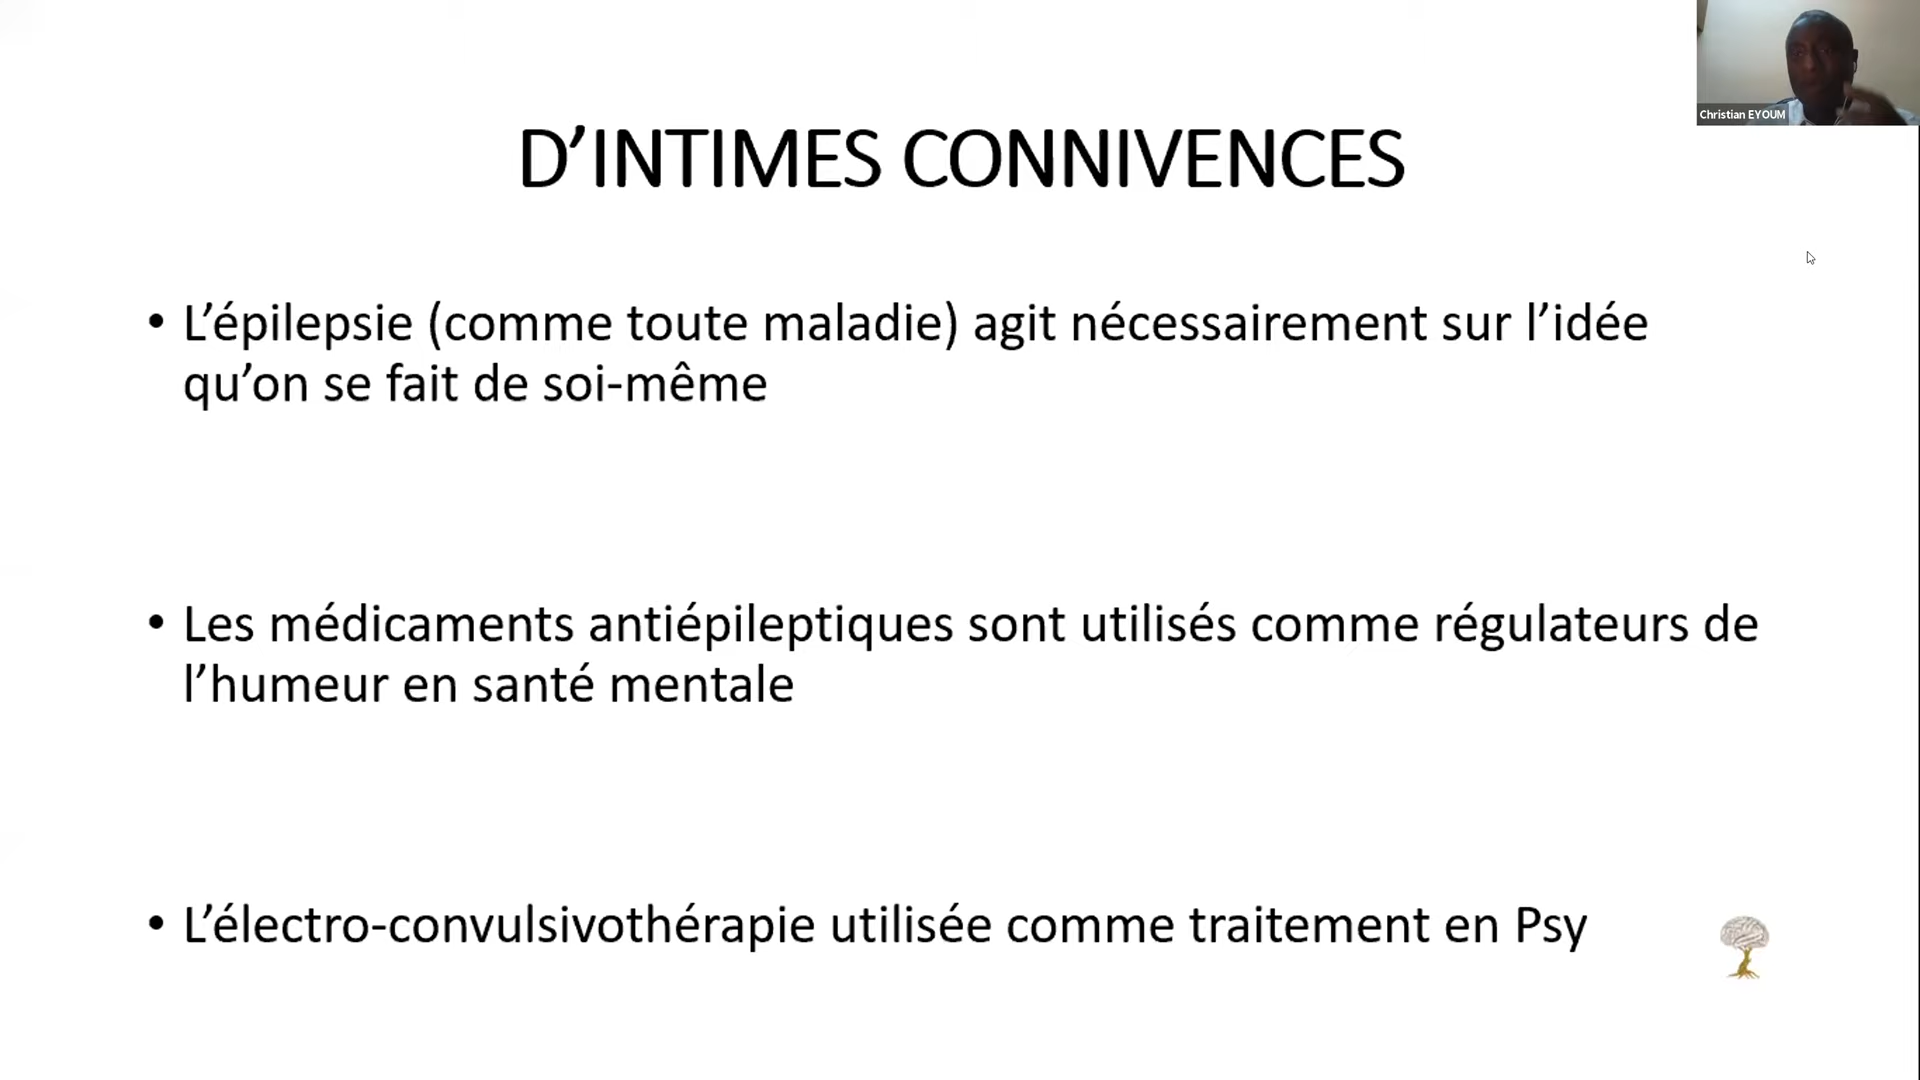 Christian EYOUM
D’INTIMES CONNIVENCES
• L’épilepsie (comme toute maladie) agit nécessairement sur l’idée
qu’on se fait de soi-même
• Les médicaments antiépileptiques sont utilisés comme régulateurs de
l’humeur en santé mentale
• L’électro-convulsivothérapie utilisée comme traitement en Psy